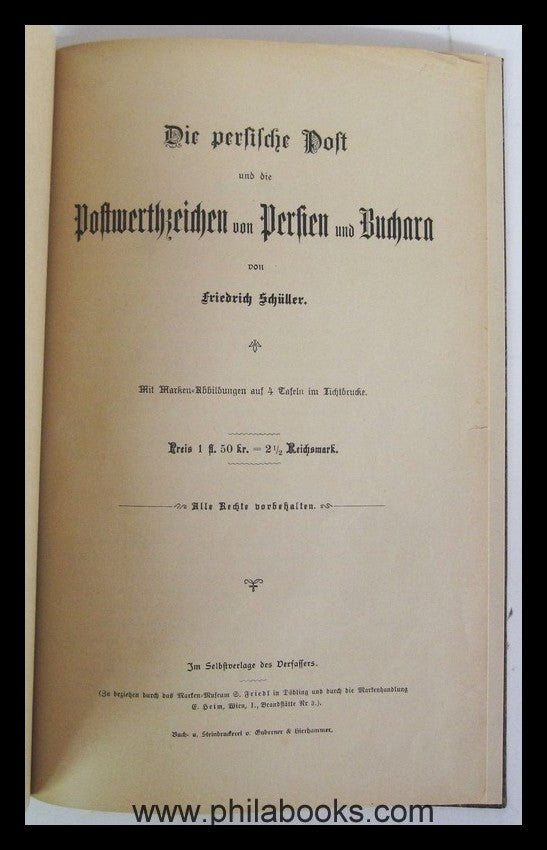 Die persische Post
und die
Postwerthzeichen von Persien und Buchara
von
Friedrich Schüller.
Mit Marken-Abbildungen auf 4 Tafeln im Lichtdrucke.
Preis 1 fl. 50 kr. = 2 1/2 Reichsmark.
Alle Rechte vorbehalten.
Im Selbstverlage des Verfassers.
(Zu beziehen durch das Marken-Museum S. Friedl in Döbling und durch die Markenhandlung
E. Heim, Wien, I., Brandstätte Nr 3.).
Buch- u. Steindruckerei v. &
www.philabooks.com